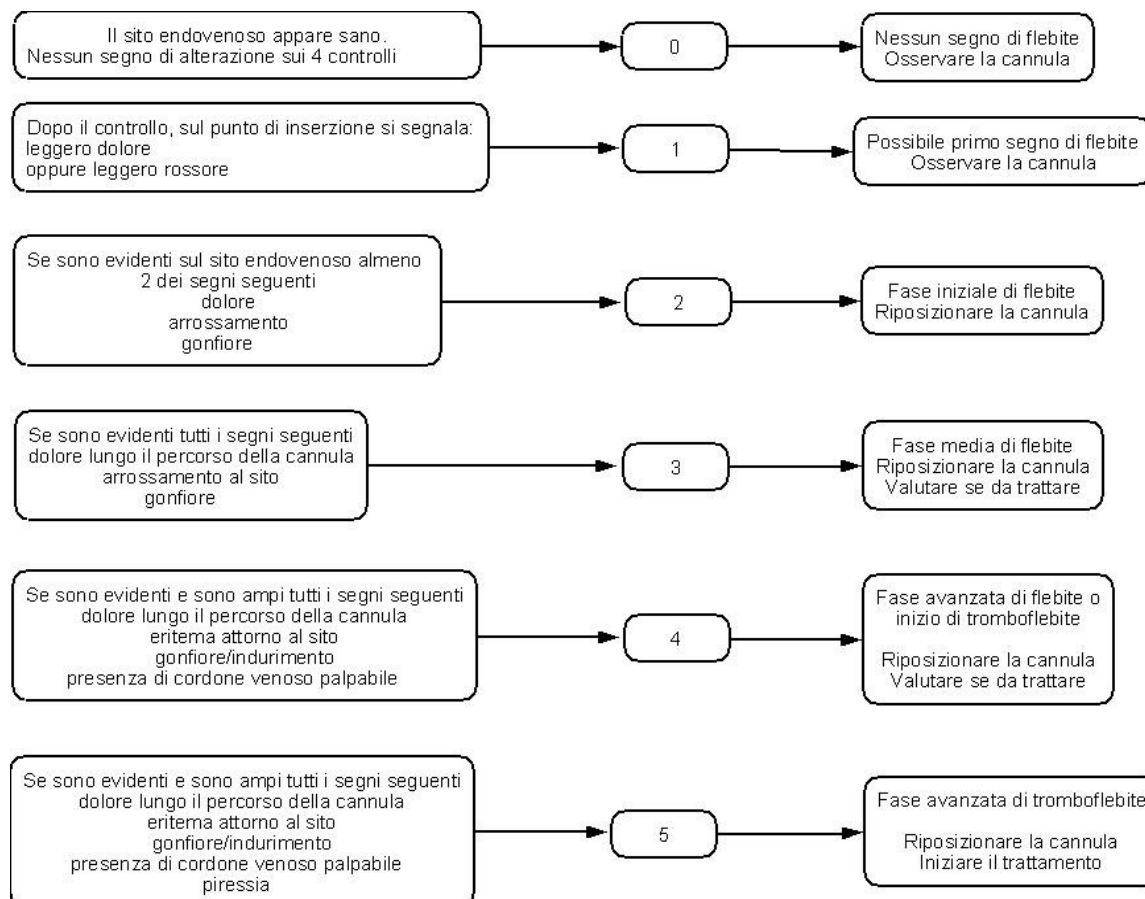 Il sito endovenoso appare sano.
Nessun segno di alterazione sui 4 controlli
0
Nessun segno di flebite
Osservare la cannula
Dopo il controllo, sul punto di inserzione si segnala:
leggero dolore
oppure leggero rossore
1
Possibile primo segno di flebite
Osservare la cannula
Se sono evidenti sul sito endovenoso almeno
2 dei segni seguenti
dolore
arrossamento
gonfiore
2
Fase iniziale di flebite
Riposizionare la cannula
Se sono evidenti tutti i segni seguenti
dolore lungo il percorso della cannula
arrossamento al sito
gonfiore
3
Fase media di flebite
Riposizionare la cannula
Valutare se da trattare
Se sono evidenti e sono ampi tutti i segni seguenti
dolore lungo il percorso della cannula
eritema attorno al sito
gonfiore/indurimento
presenza di cordone venoso palpabile
4
Fase avanzata di flebite o
inizio di tromboflebite
Riposizionare la cannula
Valutare se da trattare
Se sono evidenti e sono ampi tutti i segni seguenti
dolore lungo il percorso della cannula
eritema attorno al sito
gonfiore/indurimento
presenza di cordone venoso palpabile
piressia
5
Fase avanzata di tromboflebite
Riposizionare la cannula
Iniziare il trattamento